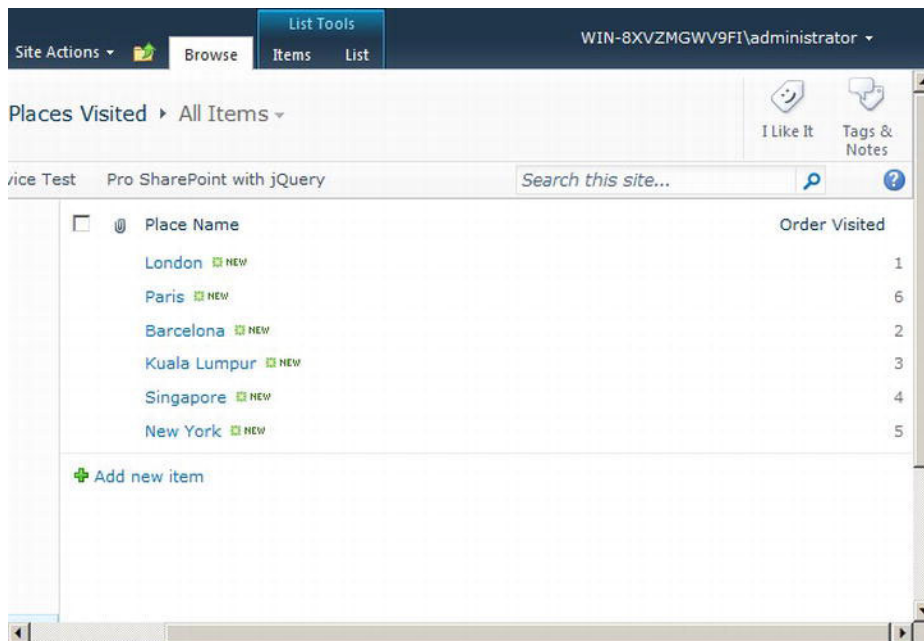 List Tools
Site Actions Browse Items List WIN-8XVZMGWV9FI\administrator
Places Visited All Items
I Like It Tags & Notes
vice Test Pro SharePoint with jQuery Search this site...
Place Name Order Visited
London NEW 1
Paris NEW 6
Barcelona NEW 2
Kuala Lumpur NEW 3
Singapore NEW 4
New York NEW 5
Add new item